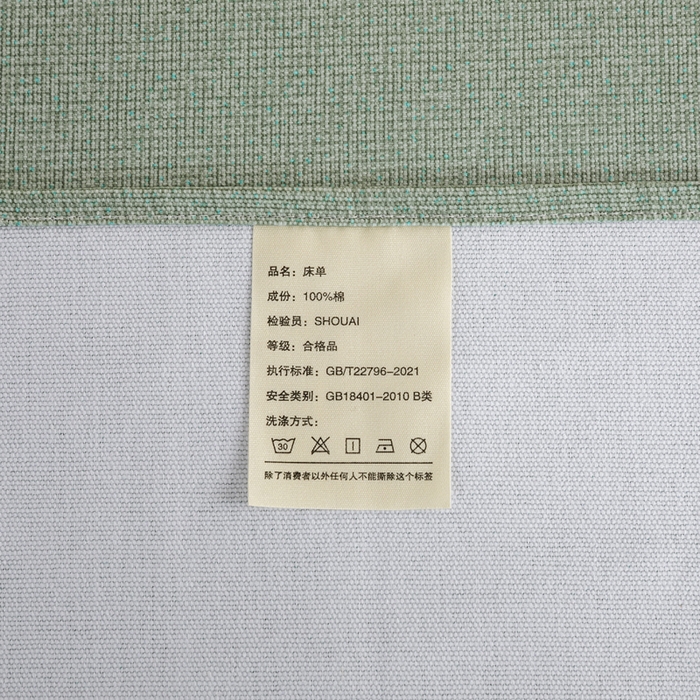 品名：床单
成份：100%棉
检验员：SHOUAI
等级：合格品
执行标准：GB/T22796-2021
安全类别：GB18401-2010 B类
洗涤方式：
30
除了消费者以外任何人不能撕除这个标签